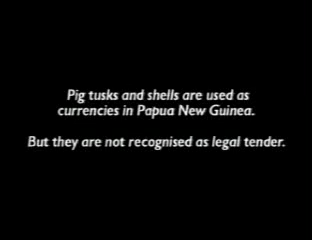 Pig tusks and shells are used as
currencies in Papua New Guinea.
But they are not recognised as legal tender.